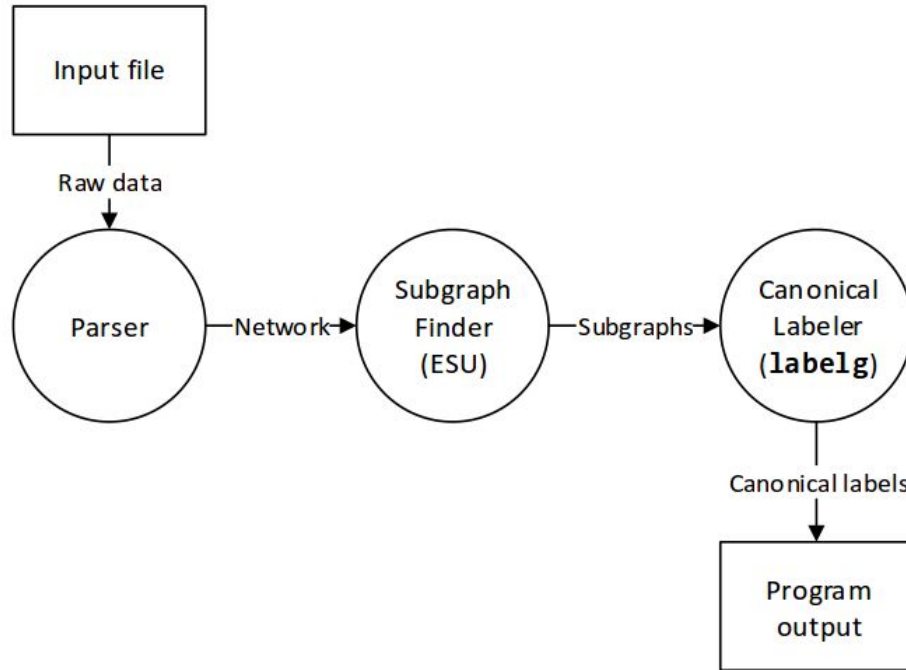 Input file
Raw data
Parser
Network
Subgraph
Finder
(ESU)
Subgraphs
Canonical
Labeler
(labelg)
Canonical labels
Program
output